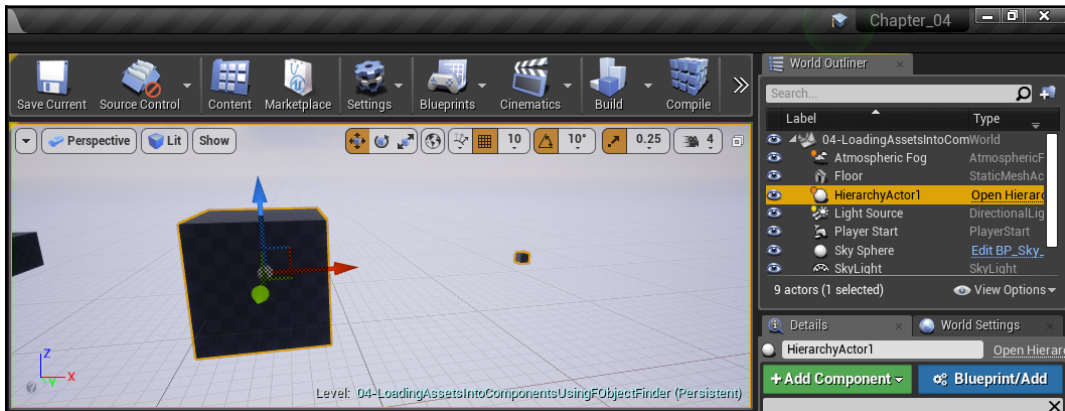 Chapter_04
World Outliner
Save Current Source Control Content Marketplace Settings Blueprints Cinematics Build Compile
Search...
Label Type
Perspective Lit Show 10 10° 0.25 4
04-LoadingAssetsIntoCom World
Atmospheric Fog AtmosphericF
Floor StaticMeshAc
HierarchyActor1 Open Hierarc
Light Source DirectionalLig
Player Start PlayerStart
Sky Sphere Edit BP_Sky_
SkyLight SkyLight
9 actors (1 selected) View Options
Details World Settings
HierarchyActor1 Open Hierarc
+Add Component Blueprint/Add
Z
Y X
Level: 04-LoadingAssetsIntoComponentsUsingFObjectFinder (Persistent)